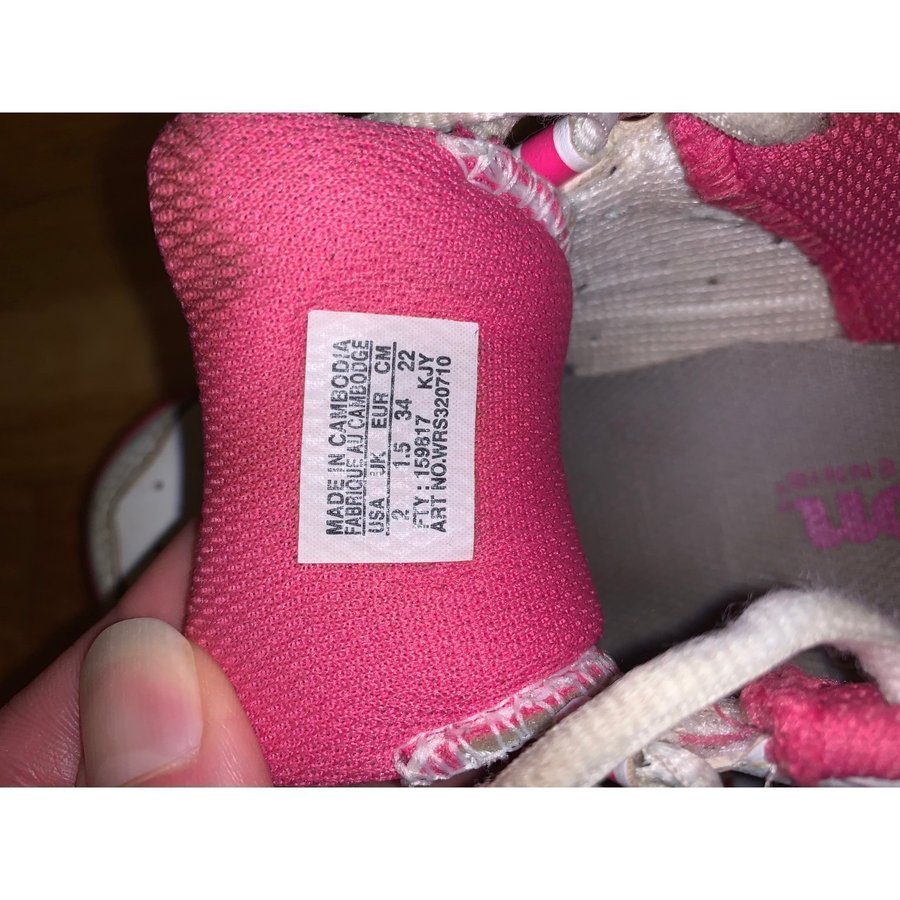 MADE IN CAMBODIA
FABRIQUE AU CAMBODGE
USA UK EUR CM
2 1.5 34 22
FTY : 159817 KJY
ART NO.WRS320710